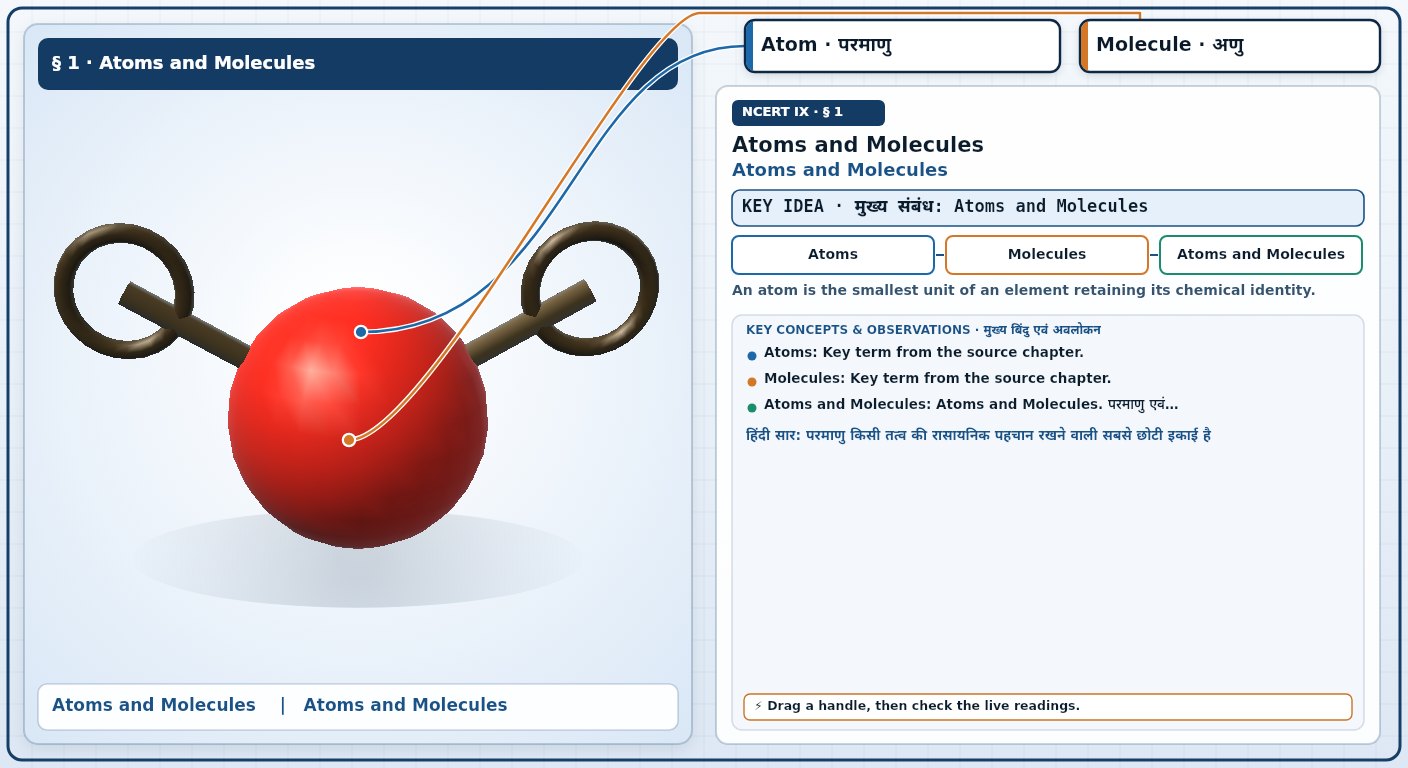 § 1 · Atoms and Molecules
Atom · परमाणु
Molecule · अणु
NCERT IX · § 1
Atoms and Molecules
Atoms and Molecules
KEY IDEA · मुख्य संबंध: Atoms and Molecules
Atoms
Molecules
Atoms and Molecules
An atom is the smallest unit of an element retaining its chemical identity.
KEY CONCEPTS & OBSERVATIONS · मुख्य बिंदु एवं अवलोकन
Atoms: Key term from the source chapter.
Molecules: Key term from the source chapter.
Atoms and Molecules: Atoms and Molecules. परमाणु एवं…
हिंदी सार: परमाणु किसी तत्व की रासायनिक पहचान रखने वाली सबसे छोटी इकाई है
⚡ Drag a handle, then check the live readings.
Atoms and Molecules | Atoms and Molecules